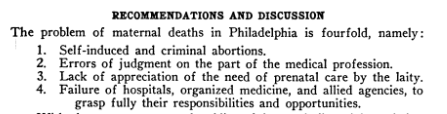 RECOMMENDATIONS AND DISCUSSION
The problem of maternal deaths in Philadelphia is fourfold, namely:
1. Self-induced and criminal abortions.
2. Errors of judgment on the part of the medical profession.
3. Lack of appreciation of the need of prenatal care by the laity.
4. Failure of hospitals, organized medicine, and allied agencies, to
grasp fully their responsibilities and opportunities.